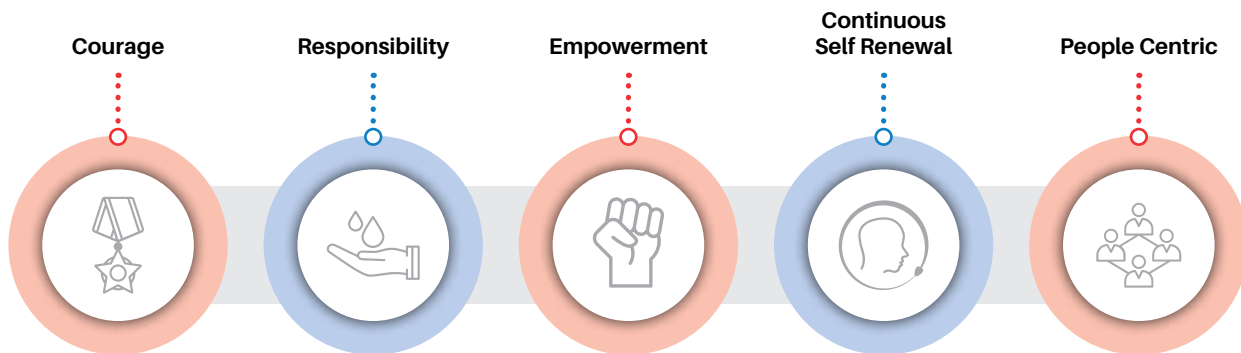 Courage
Responsibility
Empowerment
Continuous
Self Renewal
People Centric